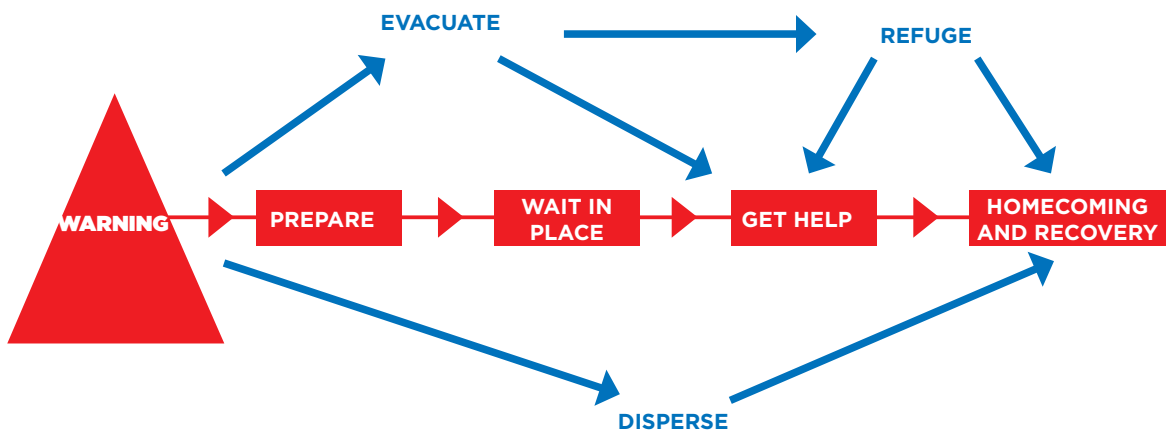 EVACUATE
REFUGE
WARNING
PREPARE
WAIT IN
PLACE
GET HELP
HOMECOMING
AND RECOVERY
DISPERSE